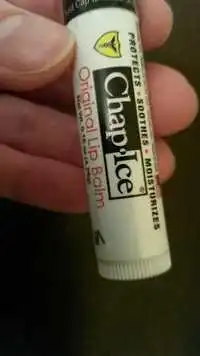 PROTECTS • SOOTHES • MOISTURIZES
Chap•Ice®
Original Lip Balm